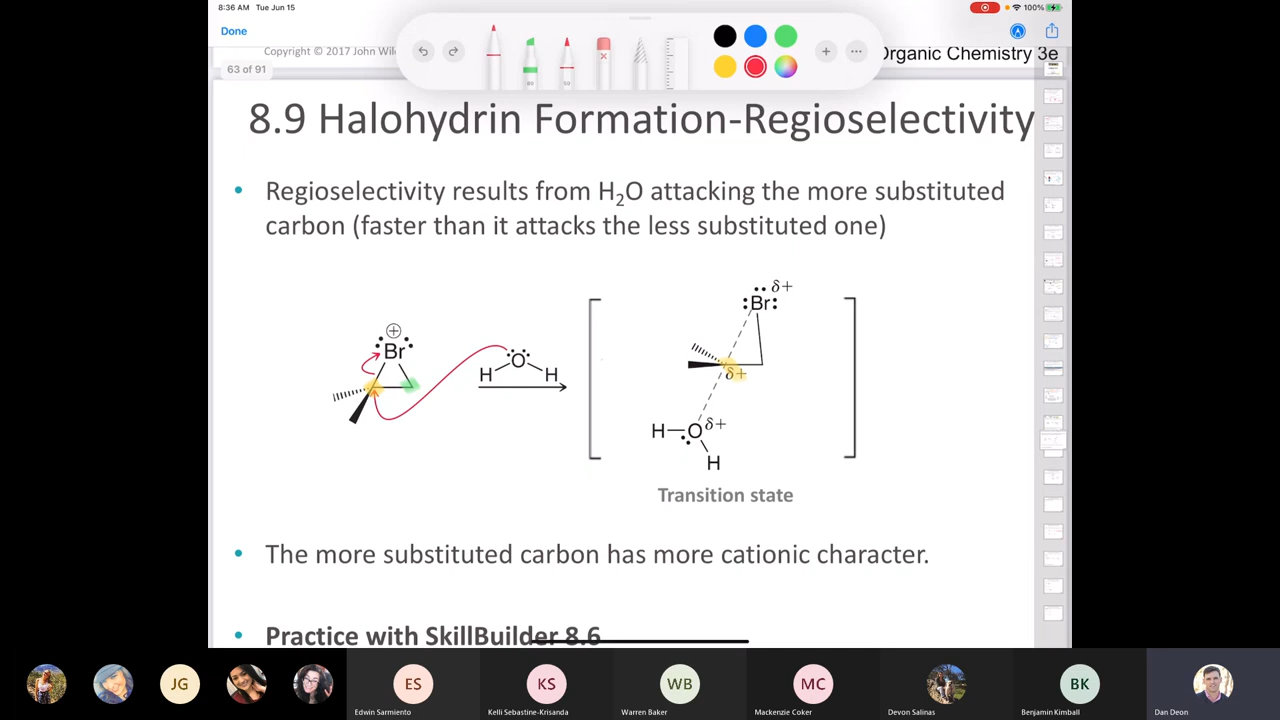 8:36 AM Tue Jun 15
100%
Done
Copyright © 2017 John Wil
Organic Chemistry 3e
63 of 91
8.9 Halohydrin Formation-Regioselectivity
• Regioselectivity results from H₂O attacking the more substituted
carbon (faster than it attacks the less substituted one)
Br
+
H O H
Br δ+
δ+
H O δ+
H
Transition state
• The more substituted carbon has more cationic character.
• Practice with SkillBuilder 8.6
JG
ES
KS
WB
MC
BK
Edwin Sarmiento
Kelli Sebastine-Krisanda
Warren Baker
Mackenzie Coker
Devon Salinas
Benjamin Kimball
Dan Deon